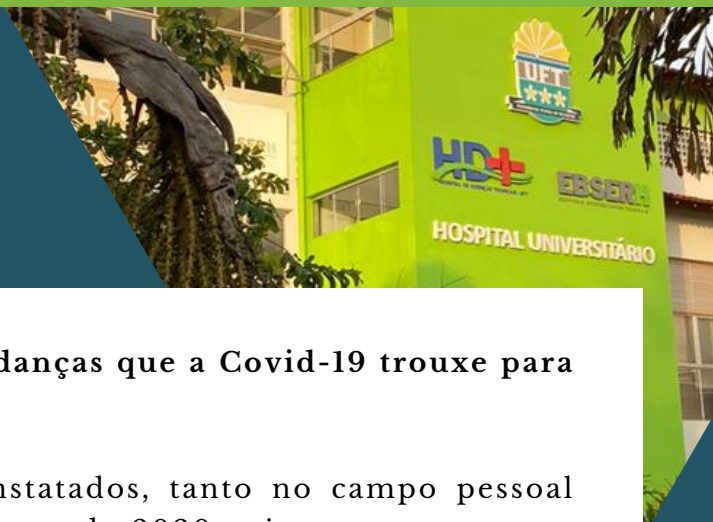 UFT
HD+
EBSERH
HOSPITAL UNIVERSITÁRIO
danças que a Covid-19 trouxe para
nstatados, tanto no campo pessoal